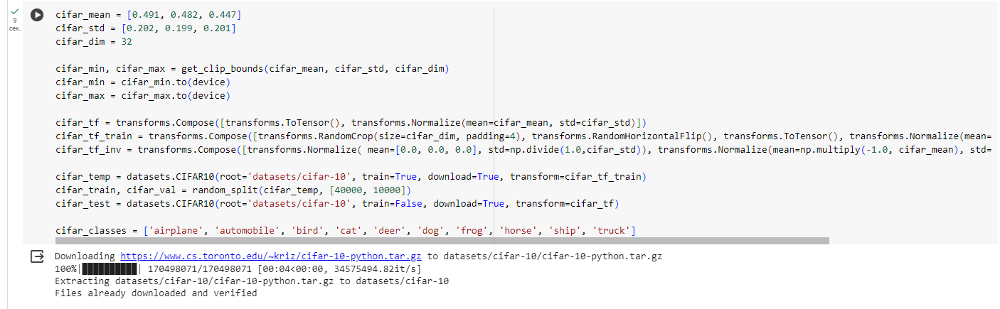 9
сек.
cifar_mean = [0.491, 0.482, 0.447]
cifar_std = [0.202, 0.199, 0.201]
cifar_dim = 32
cifar_min, cifar_max = get_clip_bounds(cifar_mean, cifar_std, cifar_dim)
cifar_min = cifar_min.to(device)
cifar_max = cifar_max.to(device)
cifar_tf = transforms.Compose([transforms.ToTensor(), transforms.Normalize(mean=cifar_mean, std=cifar_std)])
cifar_tf_train = transforms.Compose([transforms.RandomCrop(size=cifar_dim, padding=4), transforms.RandomHorizontalFlip(), transforms.ToTensor(), transforms.Normalize(mean=
cifar_tf_inv = transforms.Compose([transforms.Normalize( mean=[0.0, 0.0, 0.0], std=np.divide(1.0,cifar_std)), transforms.Normalize(mean=np.multiply(-1.0, cifar_mean), std=
cifar_temp = datasets.CIFAR10(root='datasets/cifar-10', train=True, download=True, transform=cifar_tf_train)
cifar_train, cifar_val = random_split(cifar_temp, [40000, 10000])
cifar_test = datasets.CIFAR10(root='datasets/cifar-10', train=False, download=True, transform=cifar_tf)
cifar_classes = ['airplane', 'automobile', 'bird', 'cat', 'deer', 'dog', 'frog', 'horse', 'ship', 'truck']
Downloading https://www.cs.toronto.edu/~kriz/cifar-10-python.tar.gz to datasets/cifar-10/cifar-10-python.tar.gz
100%|██████████| 170498071/170498071 [00:04<00:00, 34575494.82it/s]
Extracting datasets/cifar-10/cifar-10-python.tar.gz to datasets/cifar-10
Files already downloaded and verified